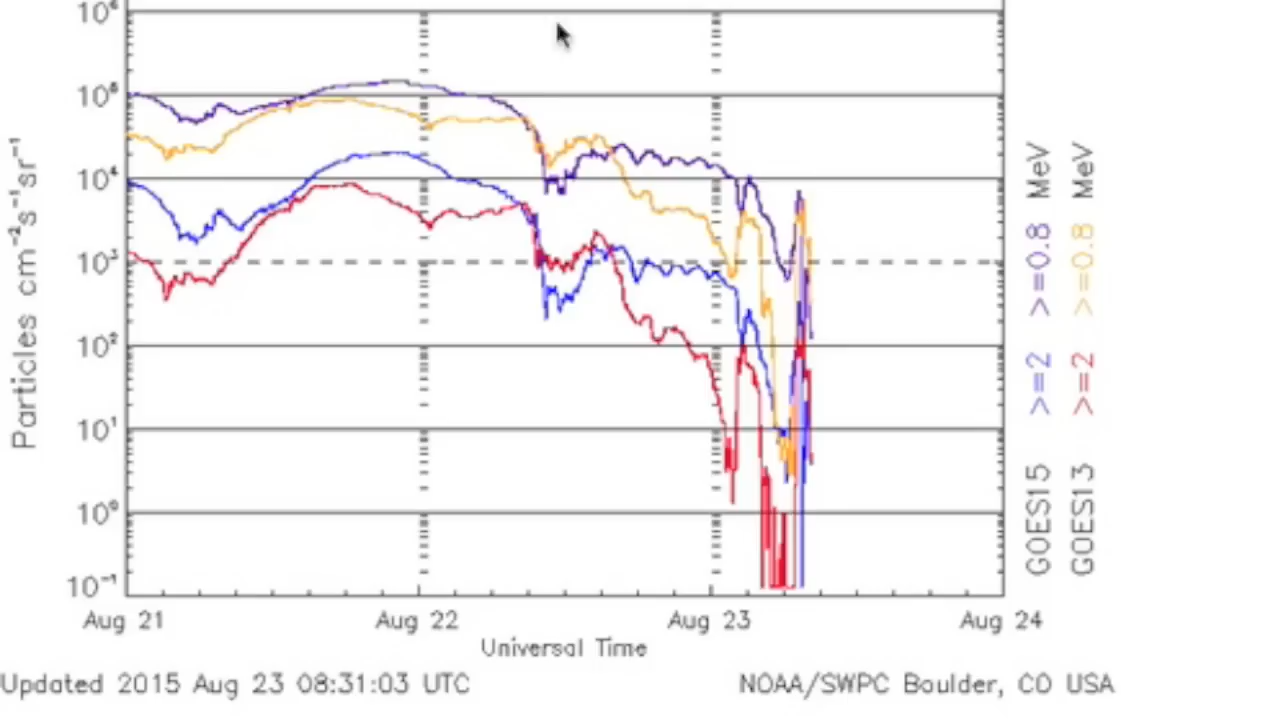 10⁶
10⁵
10⁴
10³
10²
10¹
10⁰
10⁻¹
Particles cm⁻²s⁻¹sr⁻¹
Aug 21 Aug 22 Aug 23 Aug 24
Universal Time
Updated 2015 Aug 23 08:31:03 UTC NOAA/SWPC Boulder, CO USA
GOES15 >=2 >=0.8 MeV
GOES13 >=2 >=0.8 MeV